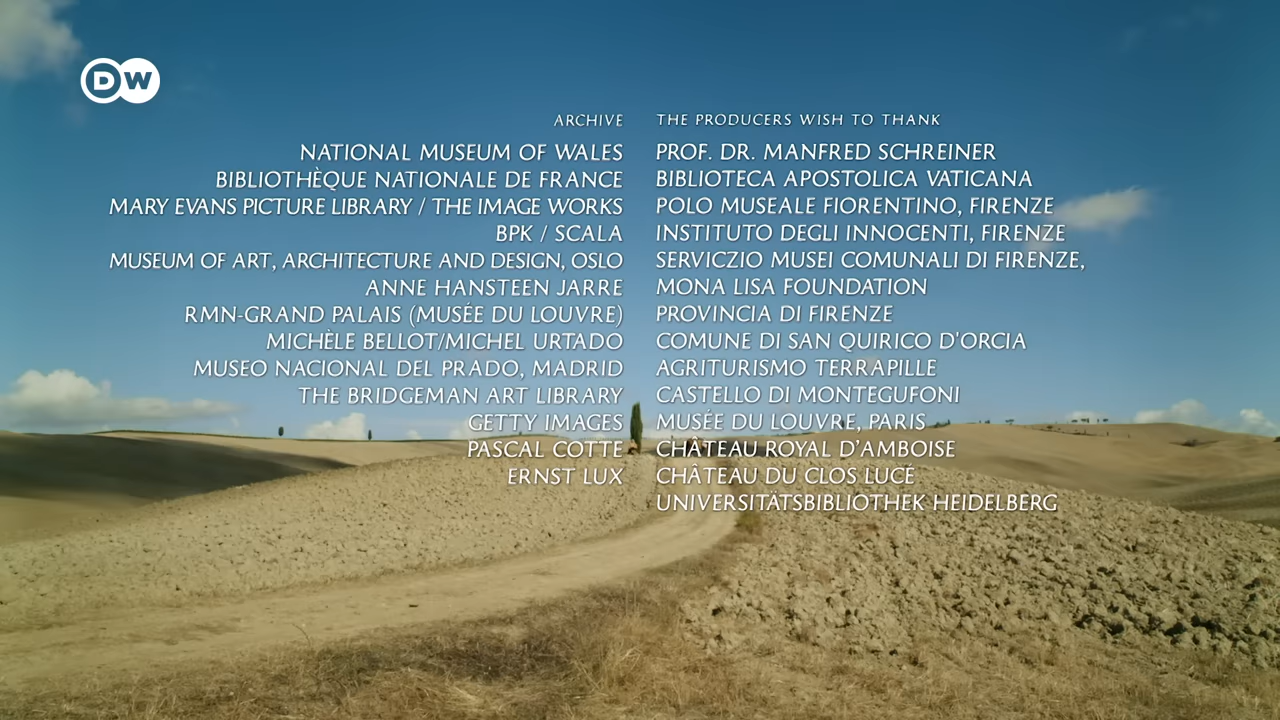 DW
ARCHIVE
NATIONAL MUSEUM OF WALES
BIBLIOTHÈQUE NATIONALE DE FRANCE
MARY EVANS PICTURE LIBRARY / THE IMAGE WORKS
BPK / SCALA
MUSEUM OF ART, ARCHITECTURE AND DESIGN, OSLO
ANNE HANSTEEN JARRE
RMN-GRAND PALAIS (MUSÉE DU LOUVRE)
MICHÈLE BELLOT/MICHEL URTADO
MUSEO NACIONAL DEL PRADO, MADRID
THE BRIDGEMAN ART LIBRARY
GETTY IMAGES
PASCAL COTTE
ERNST LUX
THE PRODUCERS WISH TO THANK
PROF. DR. MANFRED SCHREINER
BIBLIOTECA APOSTOLICA VATICANA
POLO MUSEALE FIORENTINO, FIRENZE
INSTITUTO DEGLI INNOCENTI, FIRENZE
SERVICZIO MUSEI COMUNALI DI FIRENZE,
MONA LISA FOUNDATION
PROVINCIA DI FIRENZE
COMUNE DI SAN QUIRICO D'ORCIA
AGRITURISMO TERRAPILLE
CASTELLO DI MONTEGUFONI
MUSÉE DU LOUVRE, PARIS
CHÂTEAU ROYAL D'AMBOISE
CHÂTEAU DU CLOS LUCÉ
UNIVERSITÄTSBIBLIOTHEK HEIDELBERG